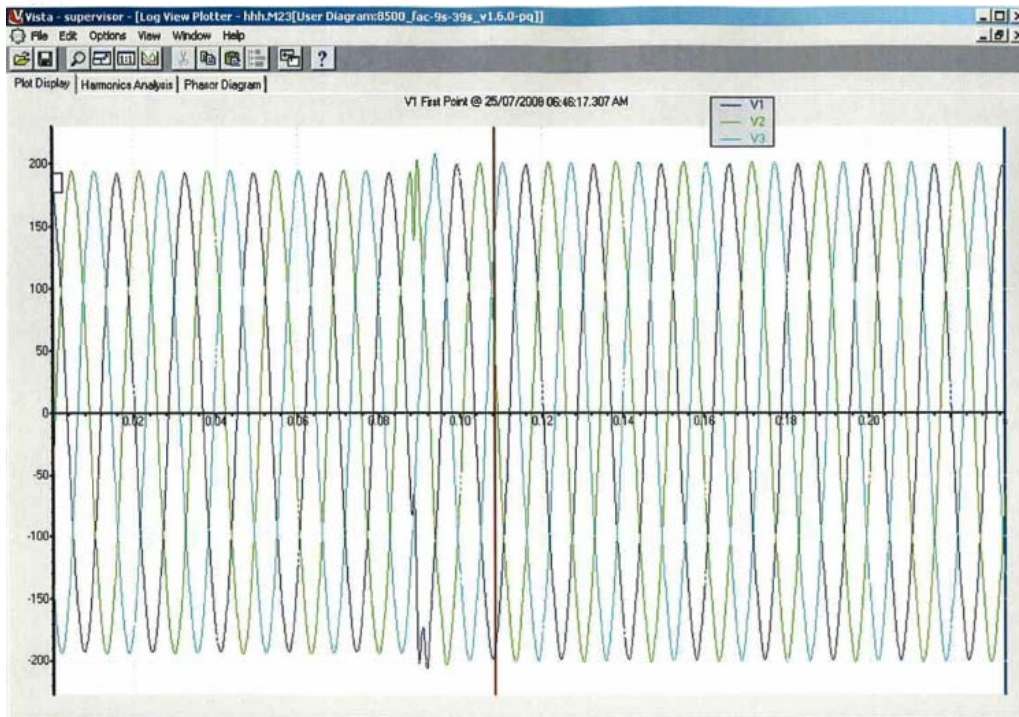 Vista - supervisor - [Log View Plotter - hhh.M23[User Diagram:8500_fac-9s-39s_v1.6.0-pq]]
File Edit Options View Window Help
1:1 ?
Plot Display Harmonics Analysis Phasor Diagram
V1 First Point @ 25/07/2008 06:46:17.307 AM
V1
V2
V3
200
150
100
50
0
0.02 0.04 0.06 0.08 0.10 0.12 0.14 0.16 0.18 0.20
-50
-100
-150
-200